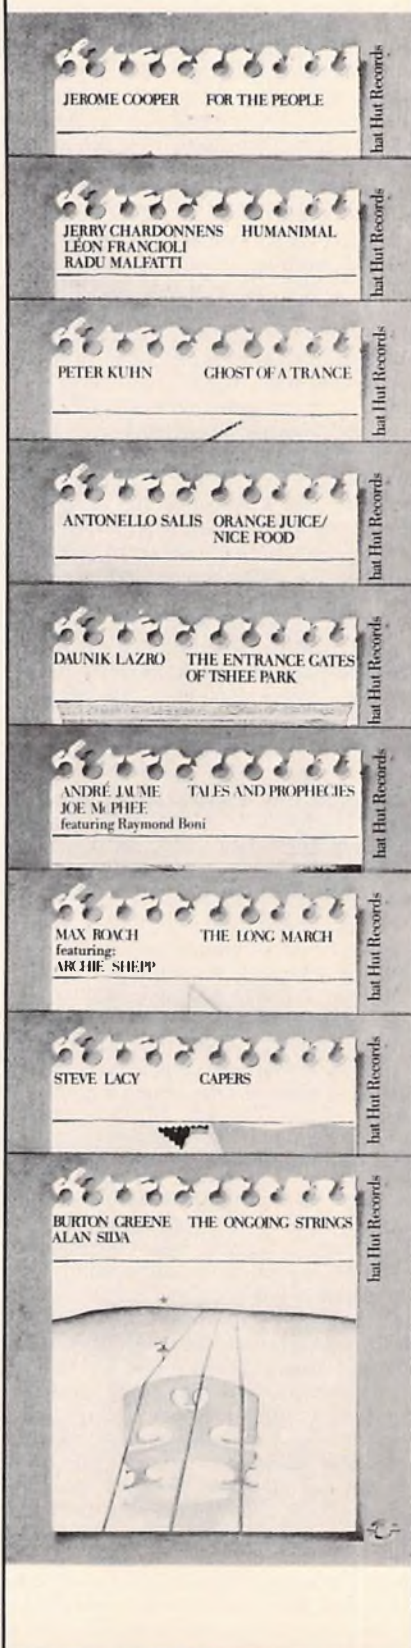 JEROME COOPER FOR THE PEOPLE
hat Hut Records
JERRY CHARDONNENS HUMANIMAL
LÉON FRANCIOLI
RADU MALFATTI
hat Hut Records
PETER KUHN GHOST OF A TRANCE
hat Hut Records
ANTONELLO SALIS ORANGE JUICE/
NICE FOOD
hat Hut Records
DAUNIK LAZRO THE ENTRANCE GATES
OF TSHEE PARK
hat Hut Records
ANDRÉ JAUME TALES AND PROPHECIES
JOE Mc PHEE
featuring Raymond Boni
hat Hut Records
MAX ROACH THE LONG MARCH
featuring:
ARCHIE SHEPP
hat Hut Records
STEVE LACY CAPERS
hat Hut Records
BURTON GREENE THE ONGOING STRINGS
ALAN SILVA
hat Hut Records